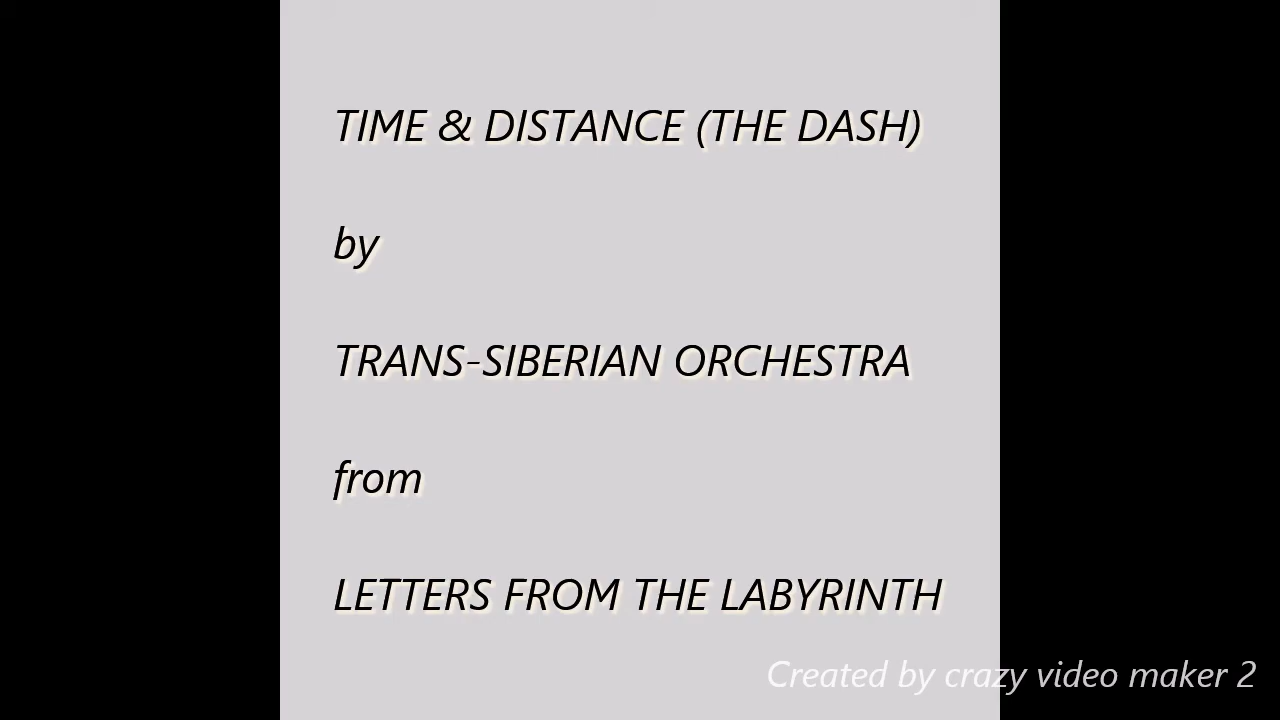 TIME & DISTANCE (THE DASH)
by
TRANS-SIBERIAN ORCHESTRA
from
LETTERS FROM THE LABYRINTH
Created by crazy video maker 2